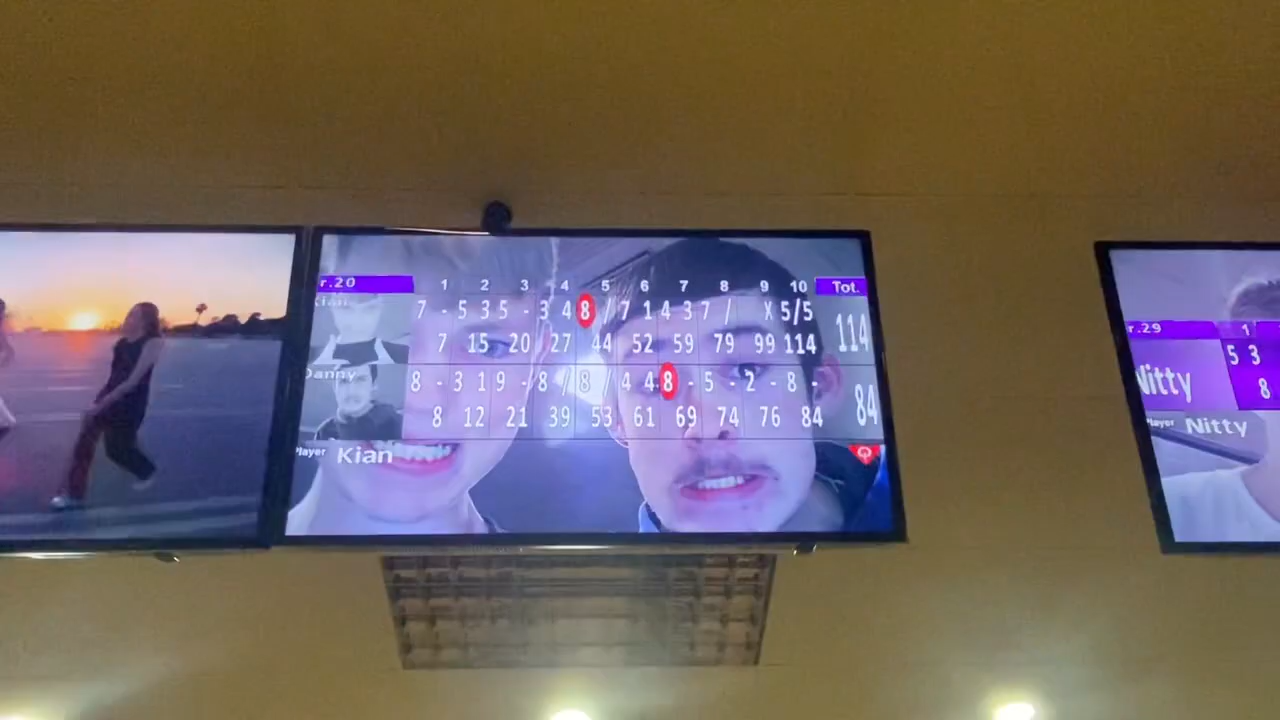 r.20 1 2 3 4 5 6 7 8 9 10 Tot.
Kian 7 - 5 3 5 - 3 4 8 / 7 1 4 3 7 / X 5 / 5 114
7 15 20 27 44 52 59 79 99 114
Danny 8 - 3 1 9 - 8 / 8 / 4 4 8 - 5 - 2 - 8 - 84
8 12 21 39 53 61 69 74 76 84
Player Kian
r.29 1
Nitty 5 3
8
Player Nitty